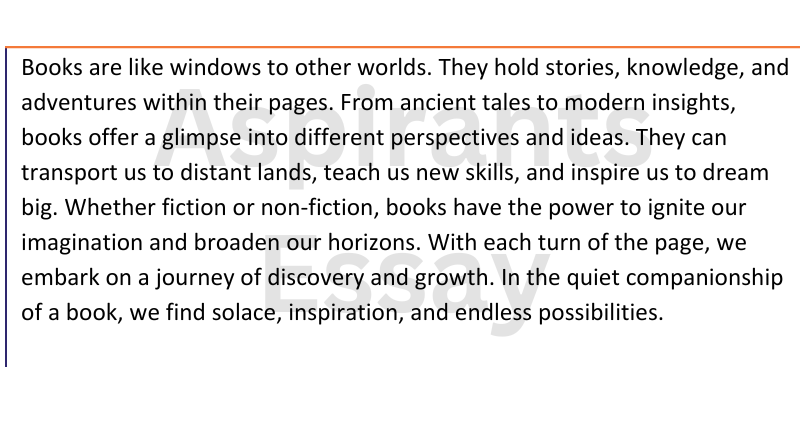 Books are like windows to other worlds. They hold stories, knowledge, and
adventures within their pages. From ancient tales to modern insights,
books offer a glimpse into different perspectives and ideas. They can
transport us to distant lands, teach us new skills, and inspire us to dream
big. Whether fiction or non-fiction, books have the power to ignite our
imagination and broaden our horizons. With each turn of the page, we
embark on a journey of discovery and growth. In the quiet companionship
of a book, we find solace, inspiration, and endless possibilities.
Aspirants
Essay